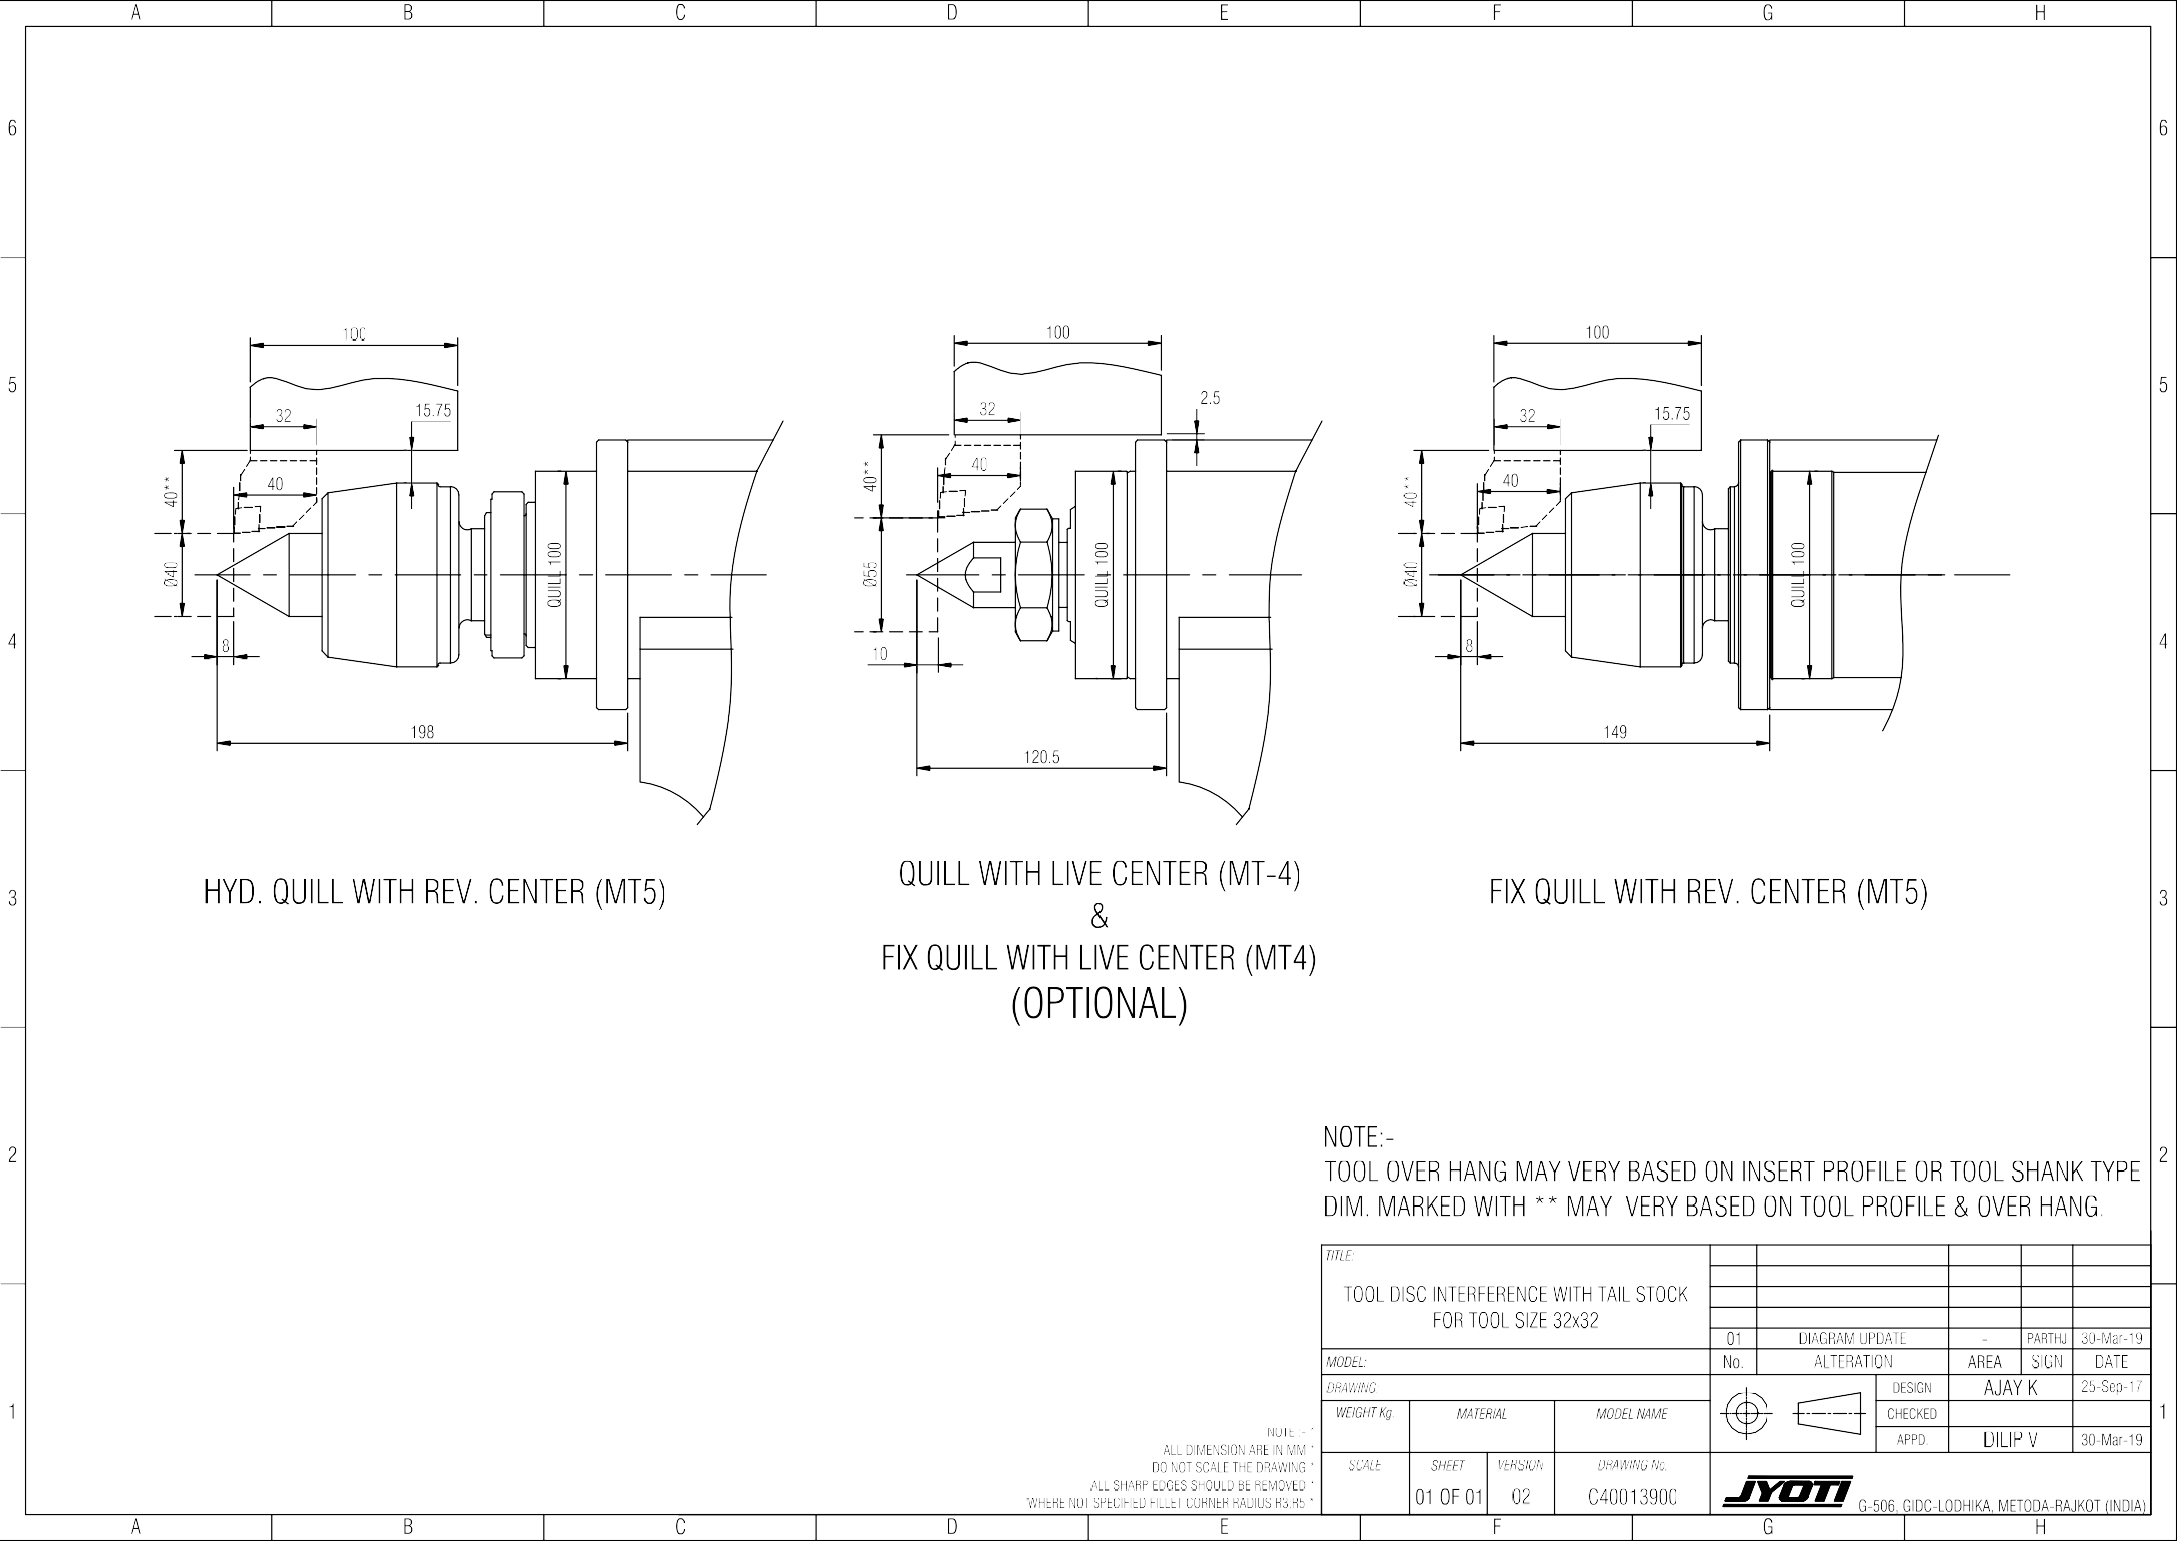 A B C D E F G H
6 6
5 5
4 4
3 3
2 2
1 1
100
32
15.75
40**
40
Ø40
8
QUILL 100
198
HYD. QUILL WITH REV. CENTER (MT5)
100
32
2.5
40**
40
Ø55
10
QUILL 100
120.5
QUILL WITH LIVE CENTER (MT-4)
&
FIX QUILL WITH LIVE CENTER (MT4)
(OPTIONAL)
100
32
15.75
40**
40
Ø40
8
QUILL 100
149
FIX QUILL WITH REV. CENTER (MT5)
NOTE:-
TOOL OVER HANG MAY VERY BASED ON INSERT PROFILE OR TOOL SHANK TYPE
DIM. MARKED WITH ** MAY VERY BASED ON TOOL PROFILE & OVER HANG.
NOTE :- *
ALL DIMENSION ARE IN MM *
DO NOT SCALE THE DRAWING *
ALL SHARP EDGES SHOULD BE REMOVED *
WHERE NOT SPECIFIED FILLET CORNER RADIUS R3,R5 *
TITLE:
TOOL DISC INTERFERENCE WITH TAIL STOCK
FOR TOOL SIZE 32x32
MODEL:
DRAWING:
WEIGHT Kg. MATERIAL MODEL NAME
SCALE SHEET VERSION DRAWING No.
01 OF 01 02 C40013900
01 DIAGRAM UPDATE - PARTHJ 30-Mar-19
No. ALTERATION AREA SIGN DATE
DESIGN AJAY K 25-Sep-17
CHECKED
APPD. DILIP V 30-Mar-19
JYOTI G-506, GIDC-LODHIKA, METODA-RAJKOT (INDIA)
A B C D E F G H